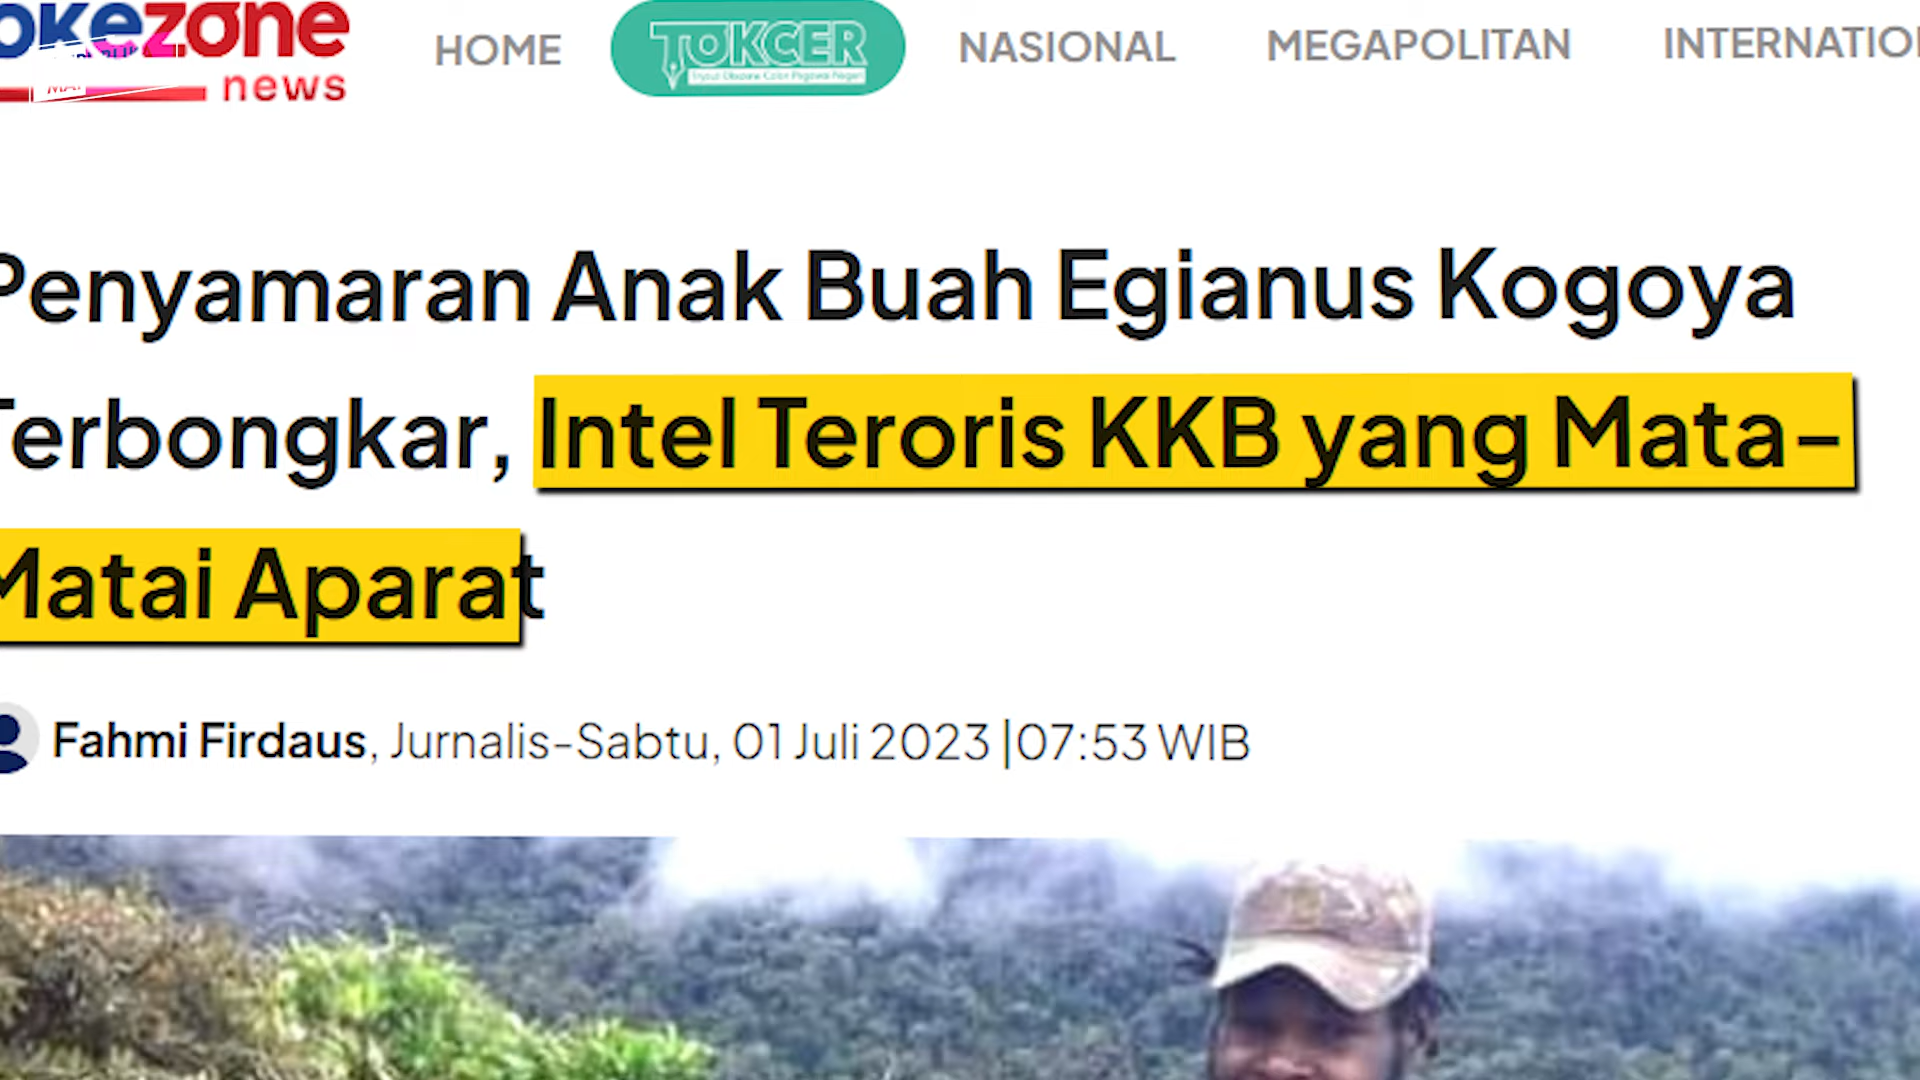 okezone
news
HOME
TOKCER
NASIONAL
MEGAPOLITAN
INTERNATIO
Penyamaran Anak Buah Egianus Kogoya
Terbongkar, Intel Teroris KKB yang Mata-
Matai Aparat
Fahmi Firdaus, Jurnalis-Sabtu, 01 Juli 2023 |07:53 WIB